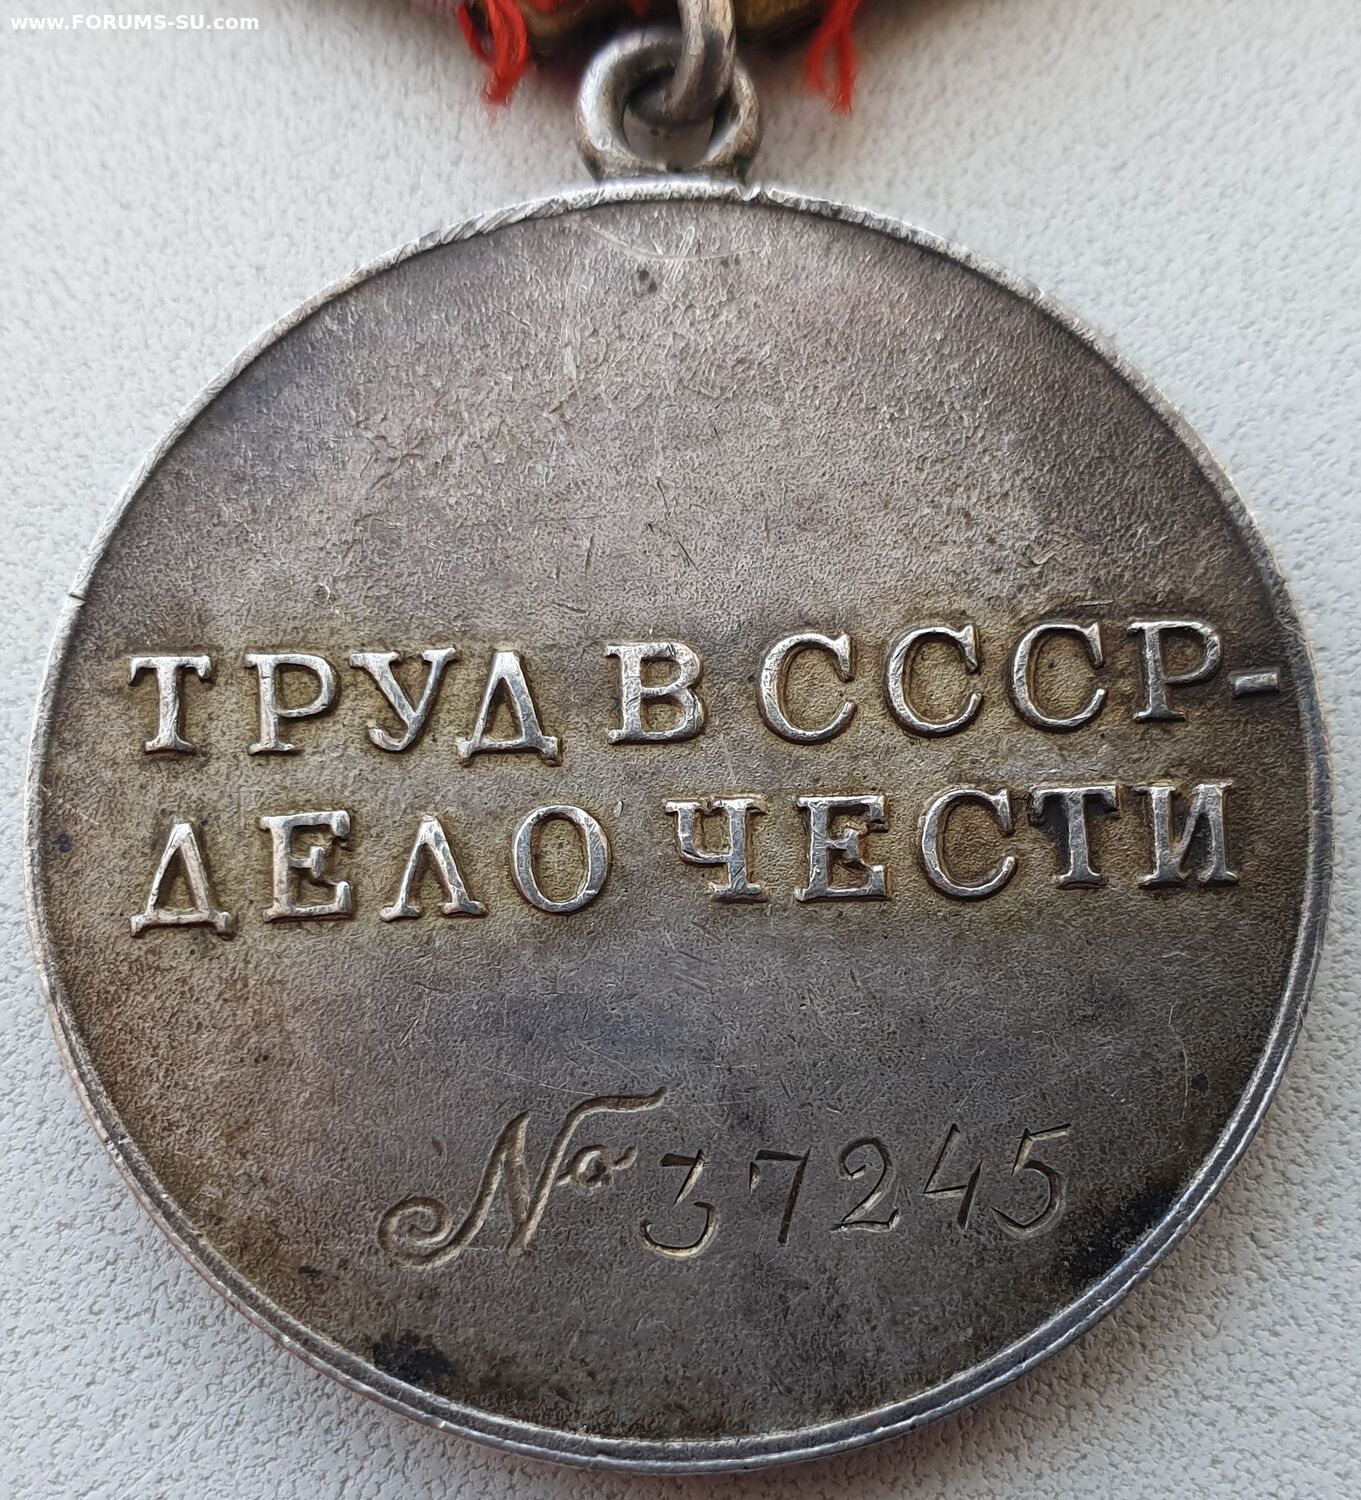 www.FORUMS-SU.com
ТРУД В СССР-
ДЕЛО ЧЕСТИ
№ 37245